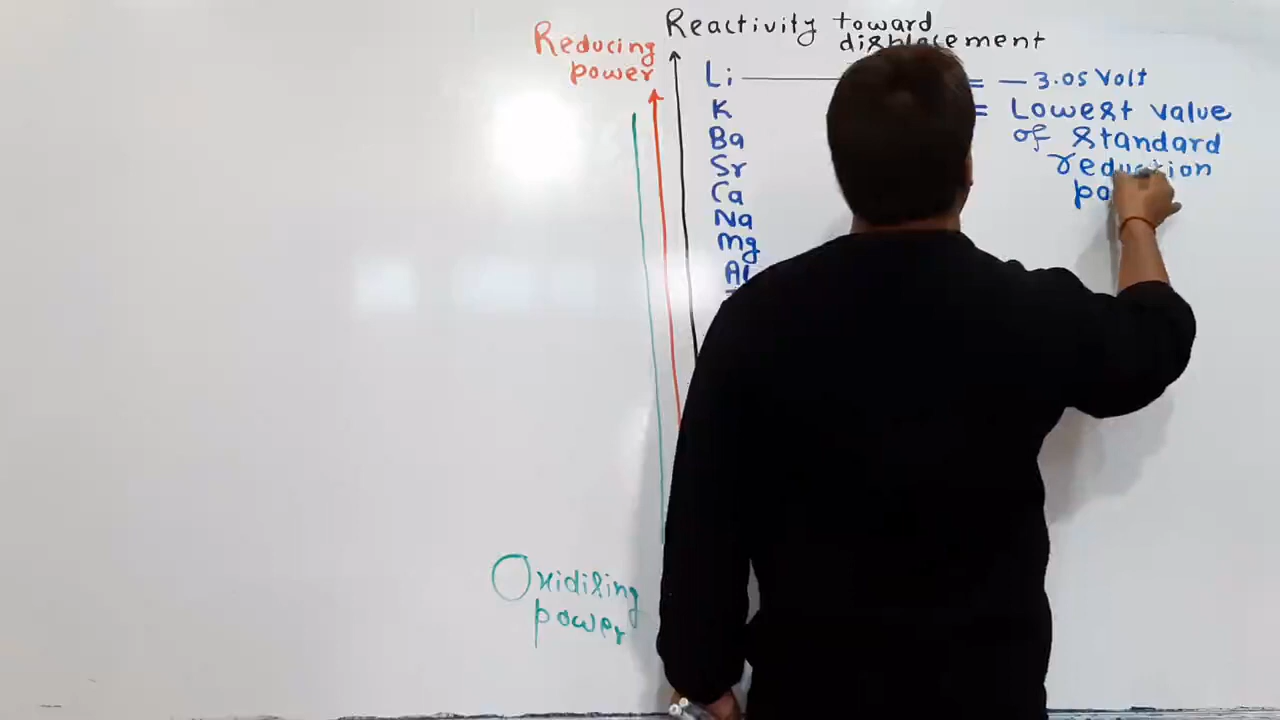 Reactivity toward
displacement
Reducing
power
Li = - 3.05 Volt
K = Lowest value
Ba of standard
Sr reduction
Ca
Na
Mg
Al
Oxidising
power